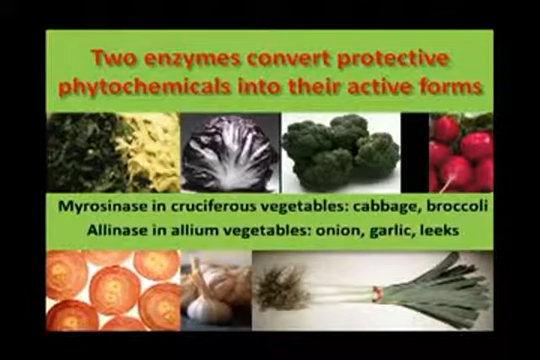 Two enzymes convert protective
phytochemicals into their active forms
Myrosinase in cruciferous vegetables: cabbage, broccoli
Allinase in allium vegetables: onion, garlic, leeks